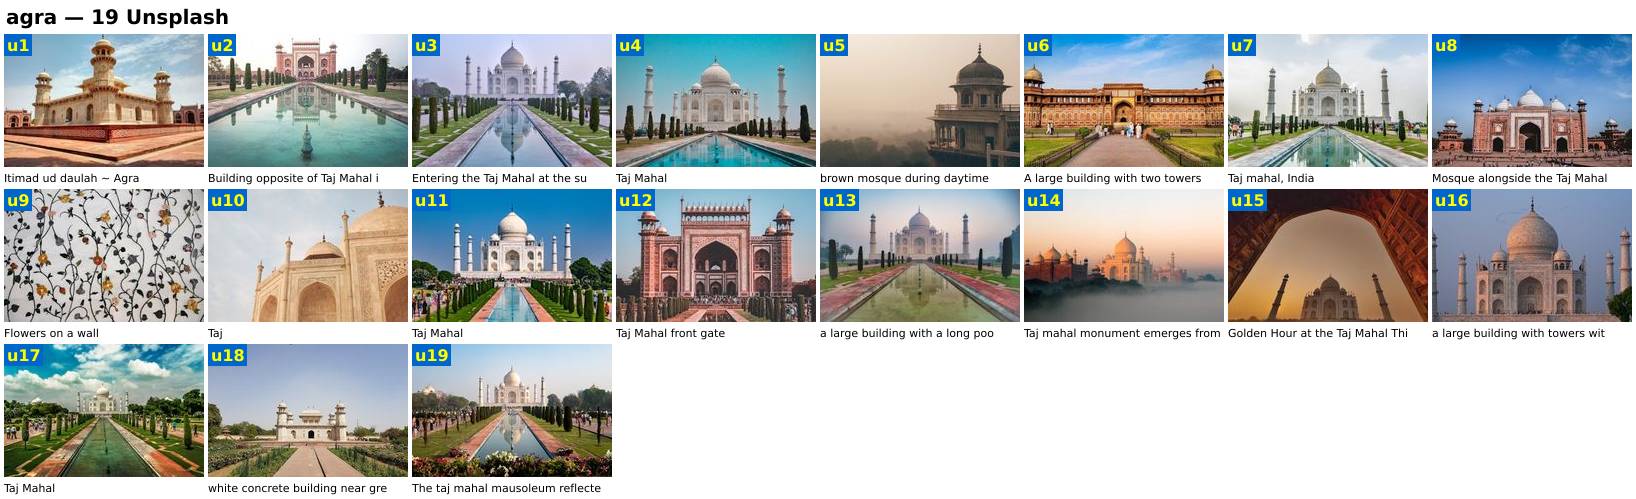 agra — 19 Unsplash
u1
u2
u3
u4
u5
u6
u7
u8
Itimad ud daulah ~ Agra
Building opposite of Taj Mahal i
Entering the Taj Mahal at the su
Taj Mahal
brown mosque during daytime
A large building with two towers
Taj mahal, India
Mosque alongside the Taj Mahal
u9
u10
u11
u12
u13
u14
u15
u16
Flowers on a wall
Taj
Taj Mahal
Taj Mahal front gate
a large building with a long poo
Taj mahal monument emerges from
Golden Hour at the Taj Mahal Thi
a large building with towers wit
u17
u18
u19
Taj Mahal
white concrete building near gre
The taj mahal mausoleum reflecte